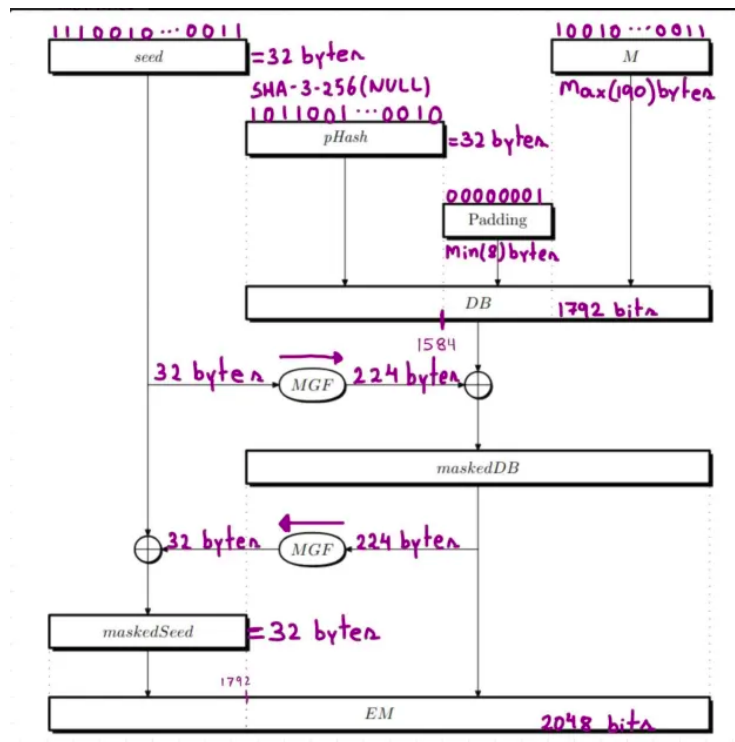 1110010...0011 10010...0011
seed =32 bytes M
SHA-3-256(NULL) Max(190)bytes
1011001...0010
pHash =32 bytes
00000001
Padding
Min(8)bytes
DB 1792 bits
1584
32 bytes MGF 224 bytes
maskedDB
32 bytes MGF 224 bytes
maskedSeed =32 bytes
1792
EM 2048 bits